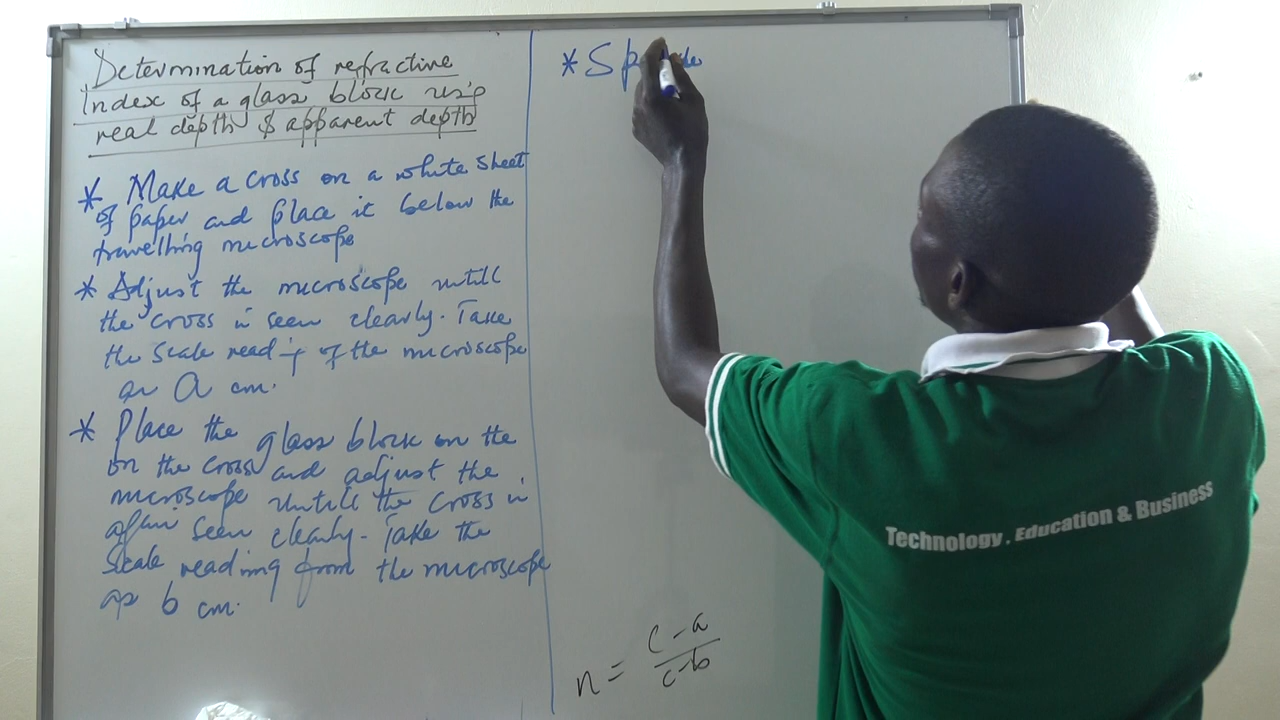 Determination of refractive
Index of a glass block using
real depth & apparent depth
* Make a cross on a white sheet
of paper and place it below the
travelling microscope
* Adjust the microscope untill
the cross is seen clearly. Take
the scale reading of the microscope
as a cm.
* Place the glass block on the
on the cross and adjust the
microscope untill the cross is
again seen clearly. Take the
Scale reading from the microscope
as b cm.
* Sp
n = c-a
c-b
Technology . Education & Business